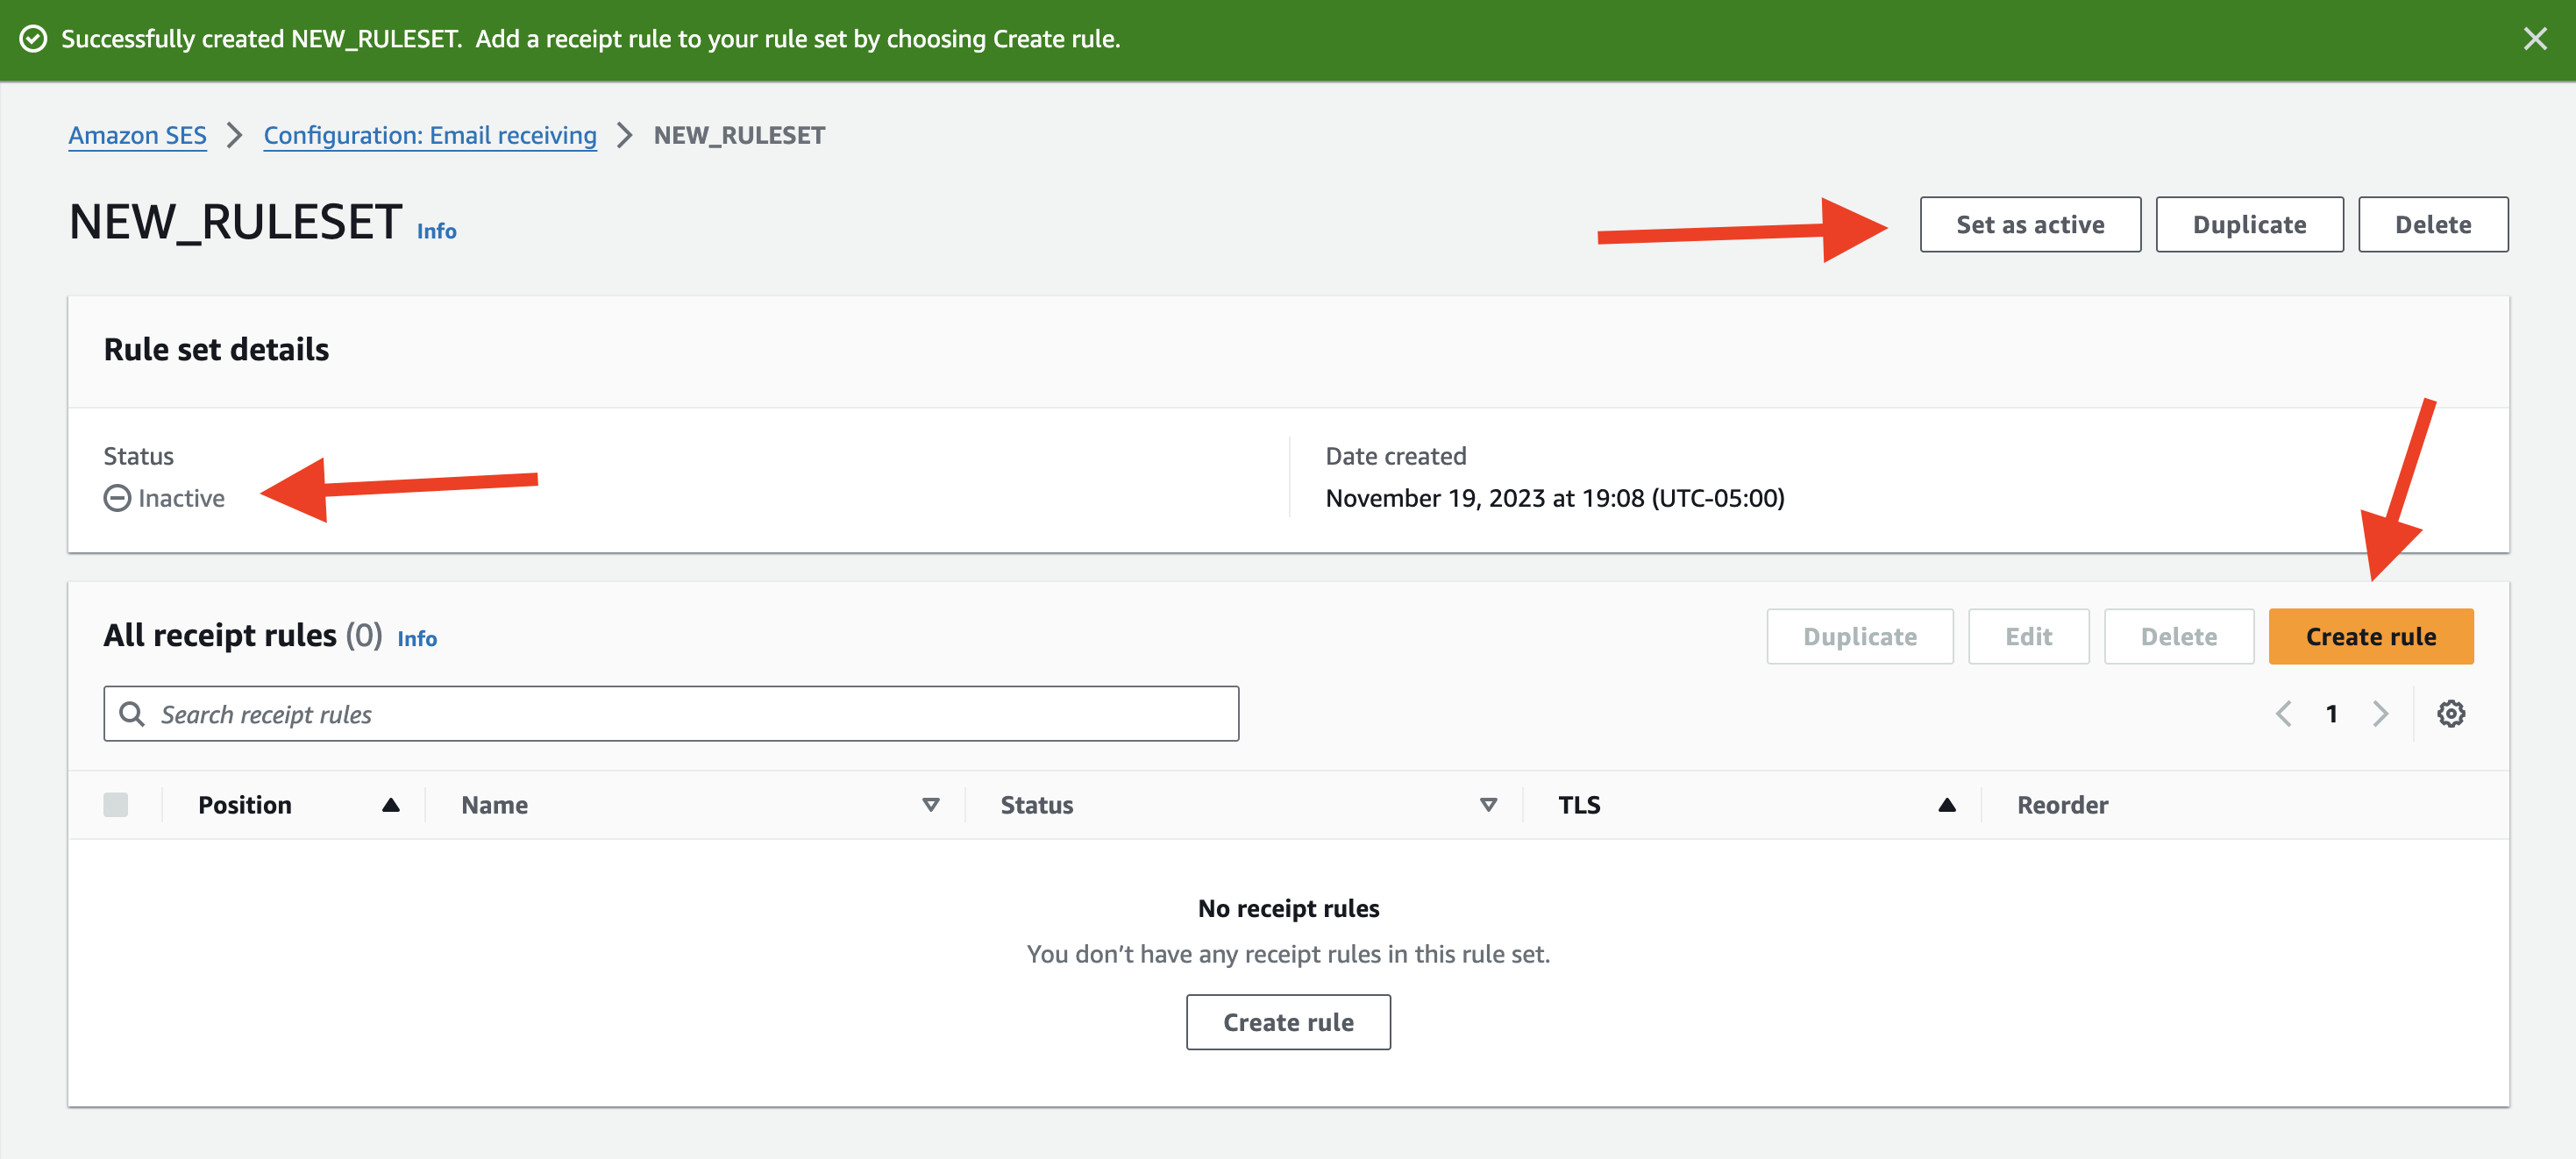 Successfully created NEW_RULESET. Add a receipt rule to your rule set by choosing Create rule.
Amazon SES > Configuration: Email receiving > NEW_RULESET
NEW_RULESET Info
Set as active Duplicate Delete
Rule set details
Status
Inactive
Date created
November 19, 2023 at 19:08 (UTC-05:00)
All receipt rules (0) Info
Duplicate Edit Delete Create rule
Search receipt rules
1
Position Name Status TLS Reorder
No receipt rules
You don’t have any receipt rules in this rule set.
Create rule